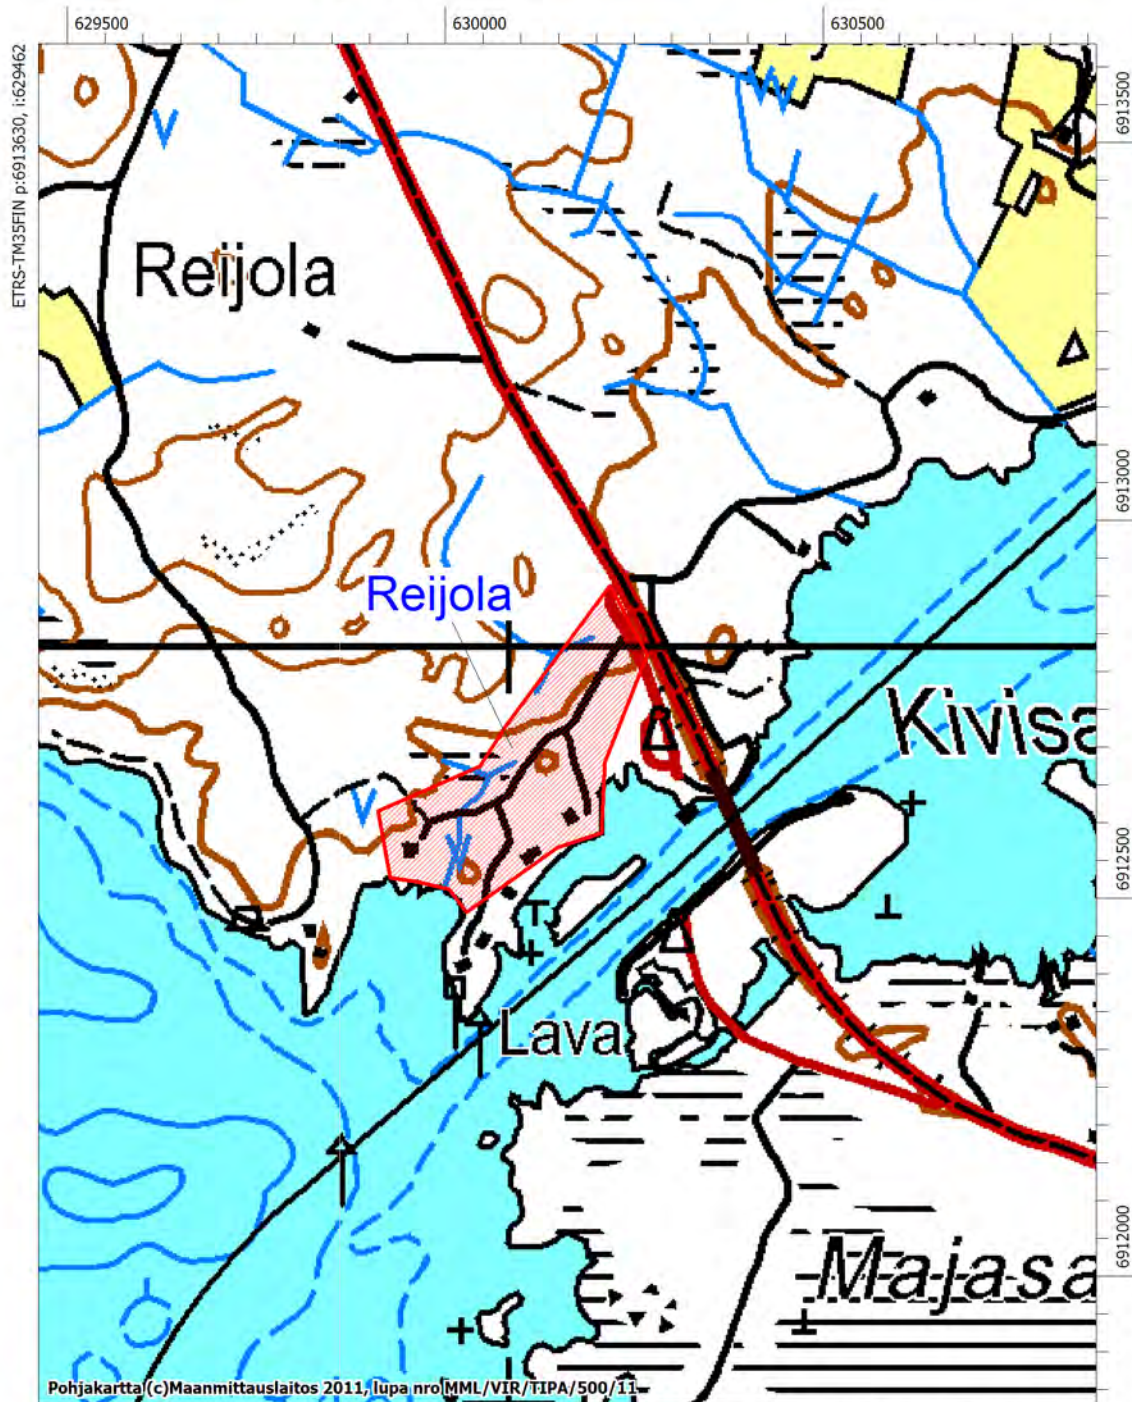 629500
630000
630500
ETRS-TM35FIN p:6913630, i:629462
6913500
Reijola
6913000
Reijola
Kivisa
6912500
Lava
6912000
Majasa
Pohjakartta (c)Maanmittauslaitos 2011, lupa nro MML/VIR/TIPA/500/11